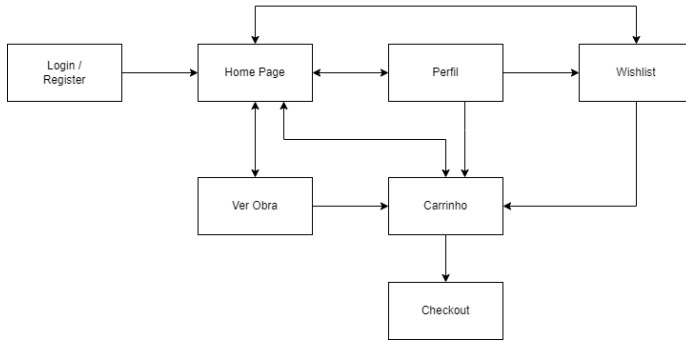 Login /
Register
Home Page
Perfil
Wishlist
Ver Obra
Carrinho
Checkout